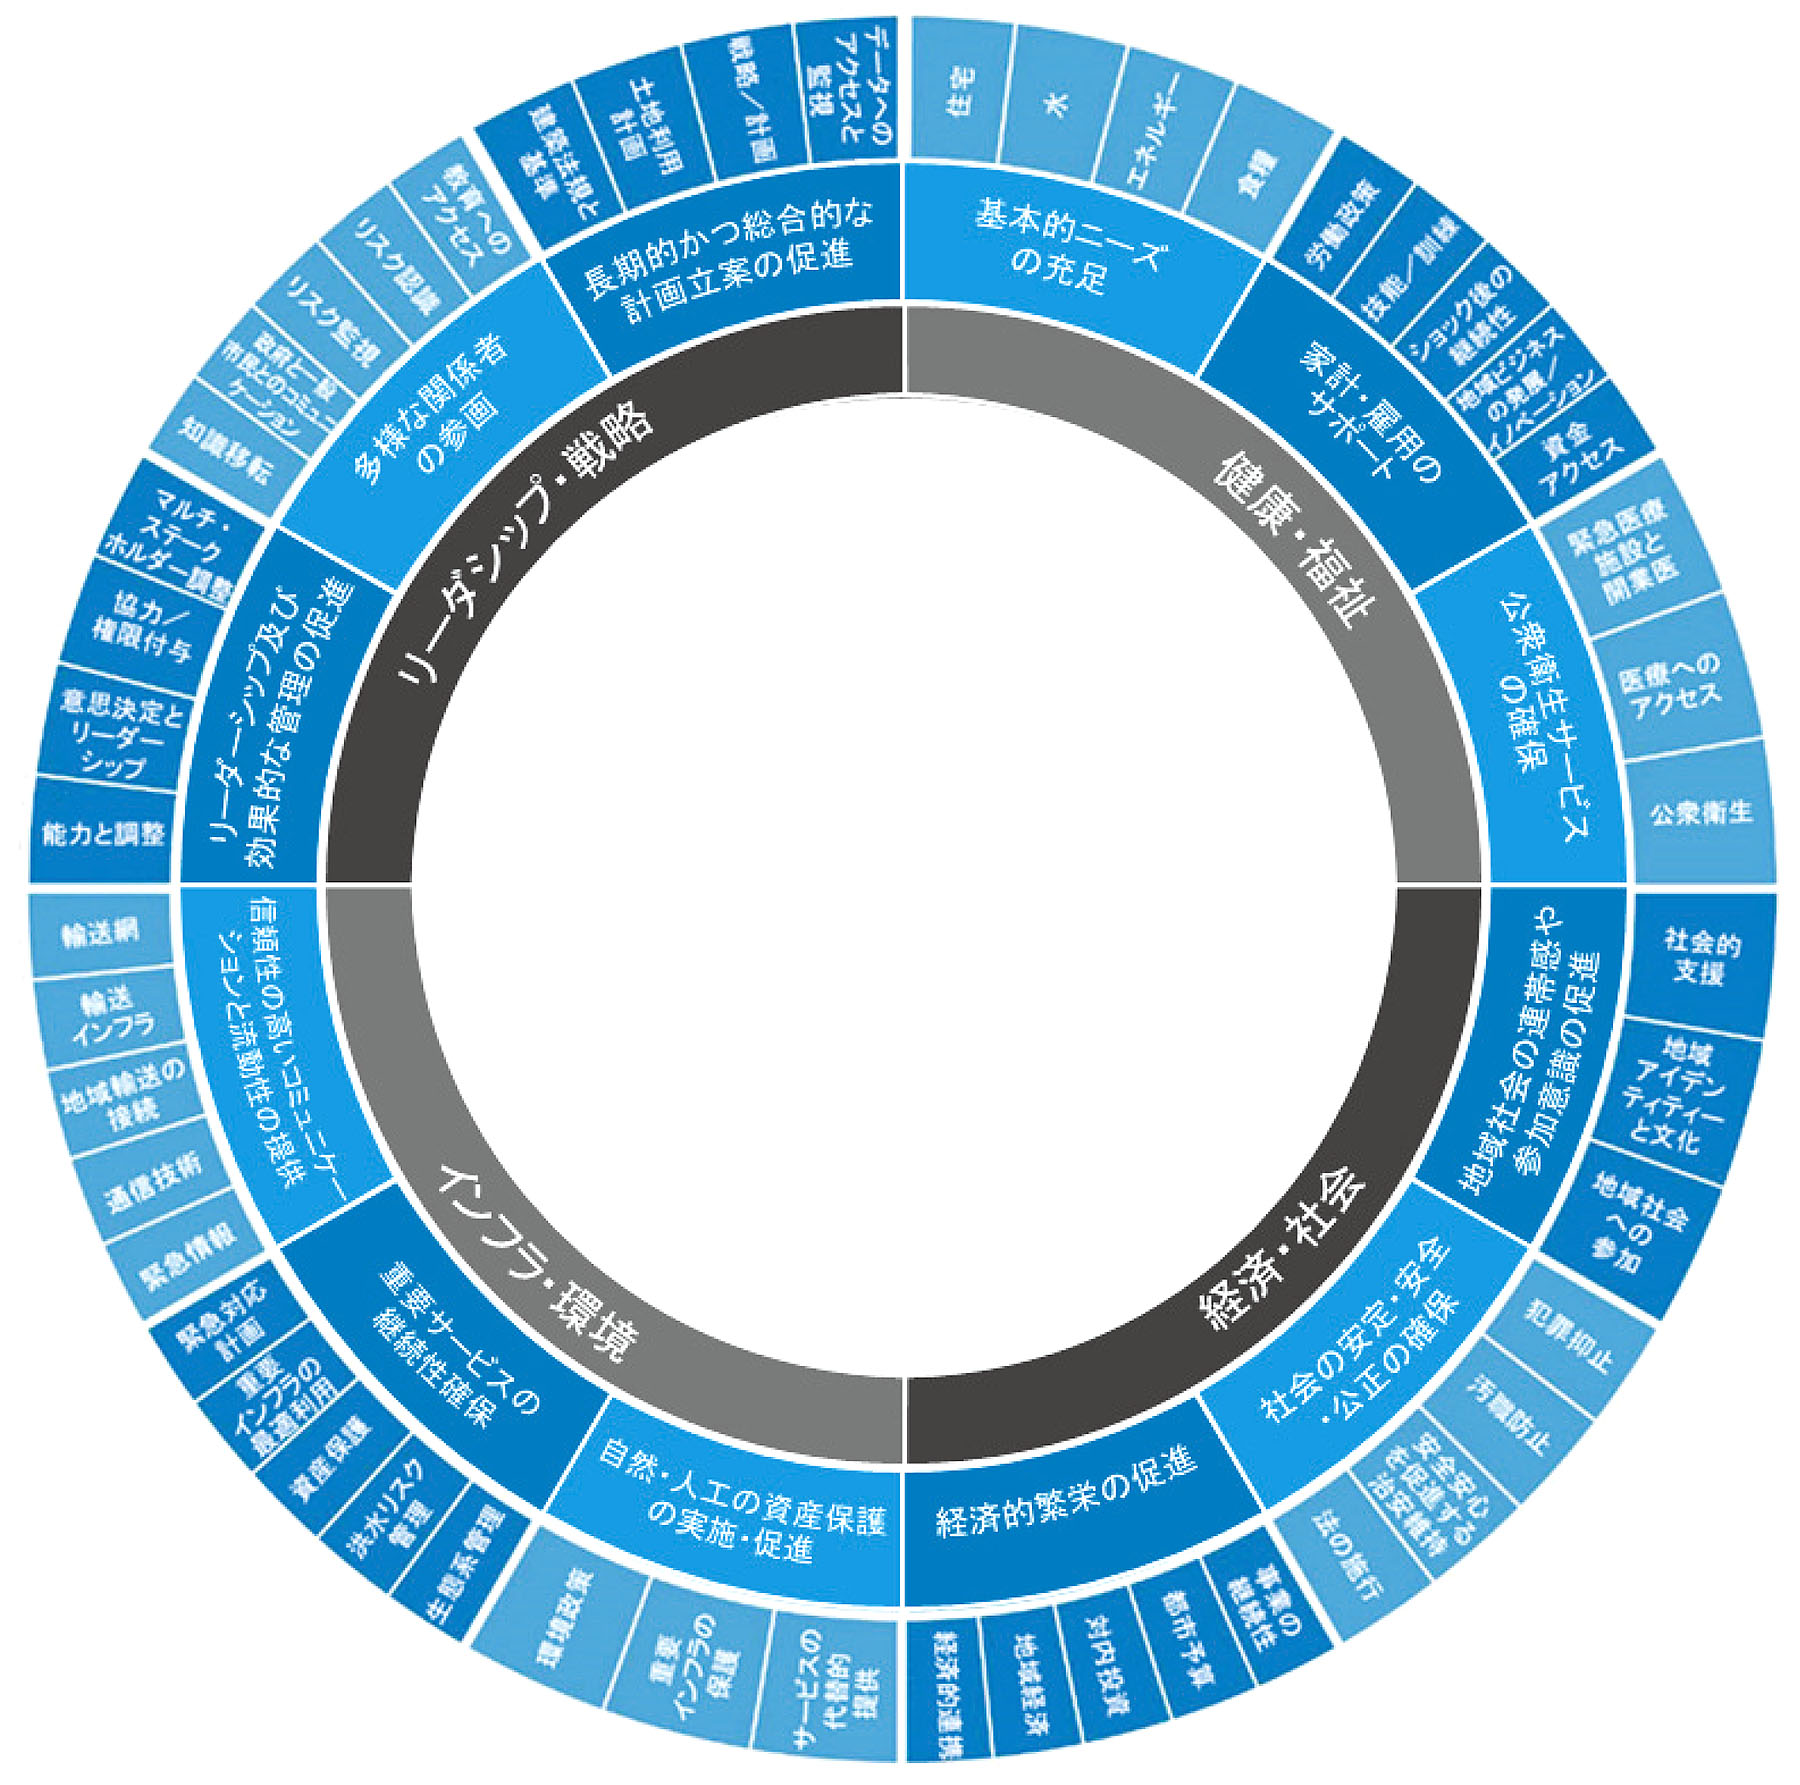 健康・福祉
基本的ニーズ
の充足
住宅
水
エネルギー
食糧
家計・雇用の
サポート
労働政策
技能／訓練
ショック後の
継続性
地域ビジネス
の発展／
イノベーション
資金
アクセス
公衆衛生サービス
の確保
緊急医療
施設と
開業医
医療への
アクセス
公衆衛生
経済・社会
地域社会の連帯感や
参加意識の促進
社会的
支援
地域
アイデン
ティティー
と文化
地域社会
への
参加
社会の安定・安全
・公正の確保
犯罪抑止
汚職防止
安全安心
を促進する
治安維持
法の施行
経済的繁栄の促進
事業の
継続性
都市予算
対内投資
地域経済
経済的連携
インフラ・環境
自然・人工の資産保護
の実施・促進
サービスの
代替的
提供
重要
インフラの
保護
環境政策
重要サービスの
継続性確保
生態系管理
洪水リスク
管理
資産保護
重要
インフラの
最適利用
緊急対応
計画
信頼性の高いコミュニケー
ションと流動性の提供
緊急情報
通信技術
地域輸送の
接続
輸送
インフラ
輸送網
リーダシップ・戦略
リーダーシップ及び
効果的な管理の促進
能力と調整
意思決定と
リーダー
シップ
協力／
権限付与
マルチ・
ステーク
ホルダー調整
多様な関係者
の参画
知識移転
政府と一般
市民とのコミュニ
ケーション
リスク監視
リスク認識
教育への
アクセス
長期的かつ総合的な
計画立案の促進
建築法規と
基準
土地利用
計画
戦略／計画
データへの
アクセスと
監視